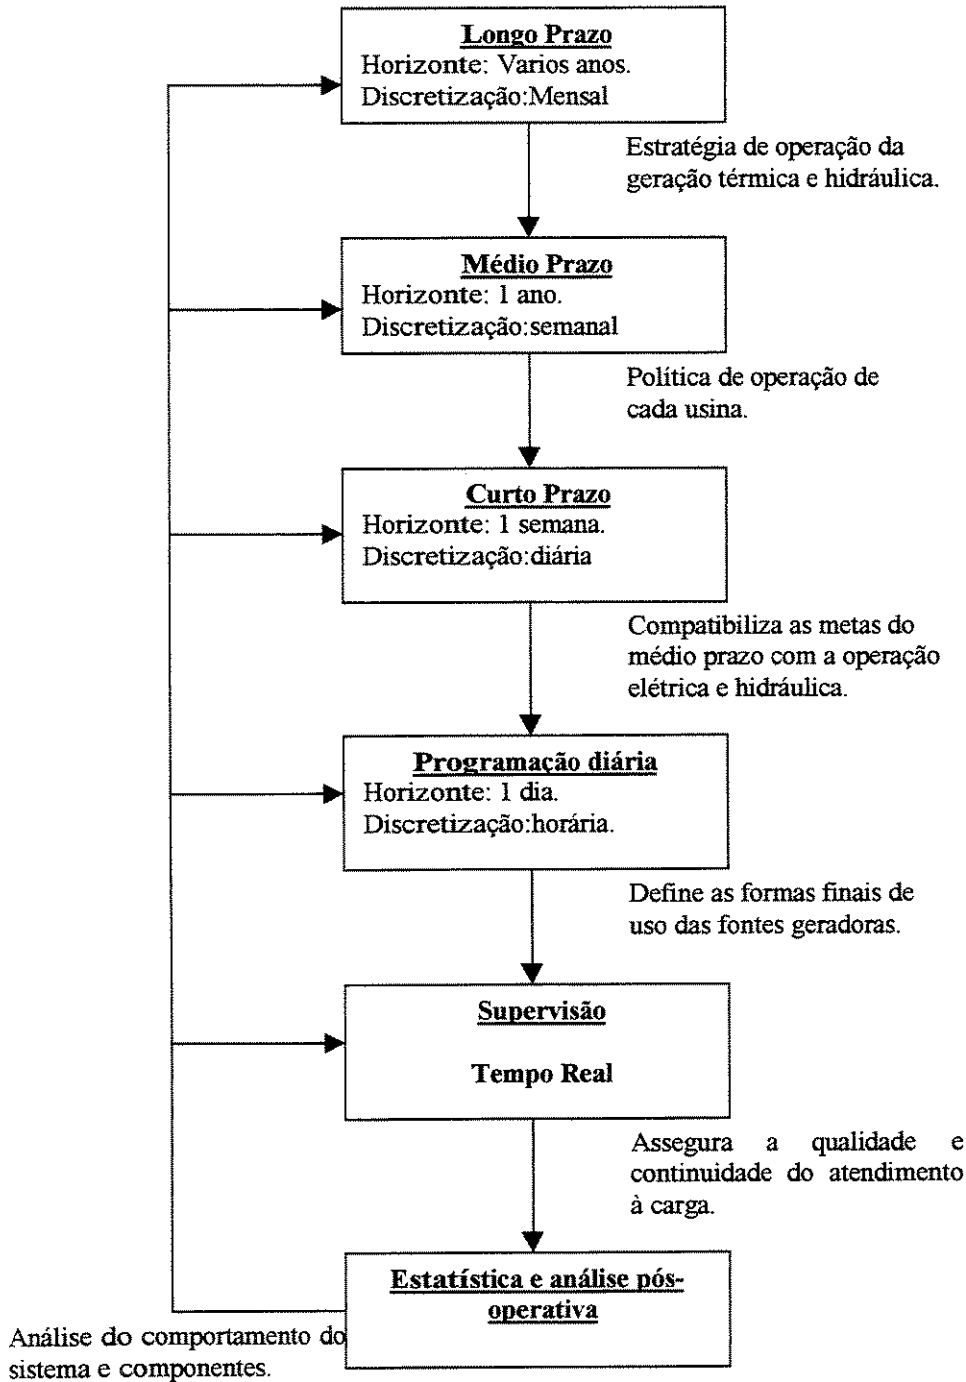 Longo Prazo
Horizonte: Varios anos.
Discretização:Mensal
Estratégia de operação da
geração térmica e hidráulica.
Médio Prazo
Horizonte: 1 ano.
Discretização:semanal
Política de operação de
cada usina.
Curto Prazo
Horizonte: 1 semana.
Discretização:diária
Compatibiliza as metas do
médio prazo com a operação
elétrica e hidráulica.
Programação diária
Horizonte: 1 dia.
Discretização:horária.
Define as formas finais de
uso das fontes geradoras.
Supervisão
Tempo Real
Assegura a qualidade e
continuidade do atendimento
à carga.
Estatística e análise pós-
operativa
Análise do comportamento do
sistema e componentes.